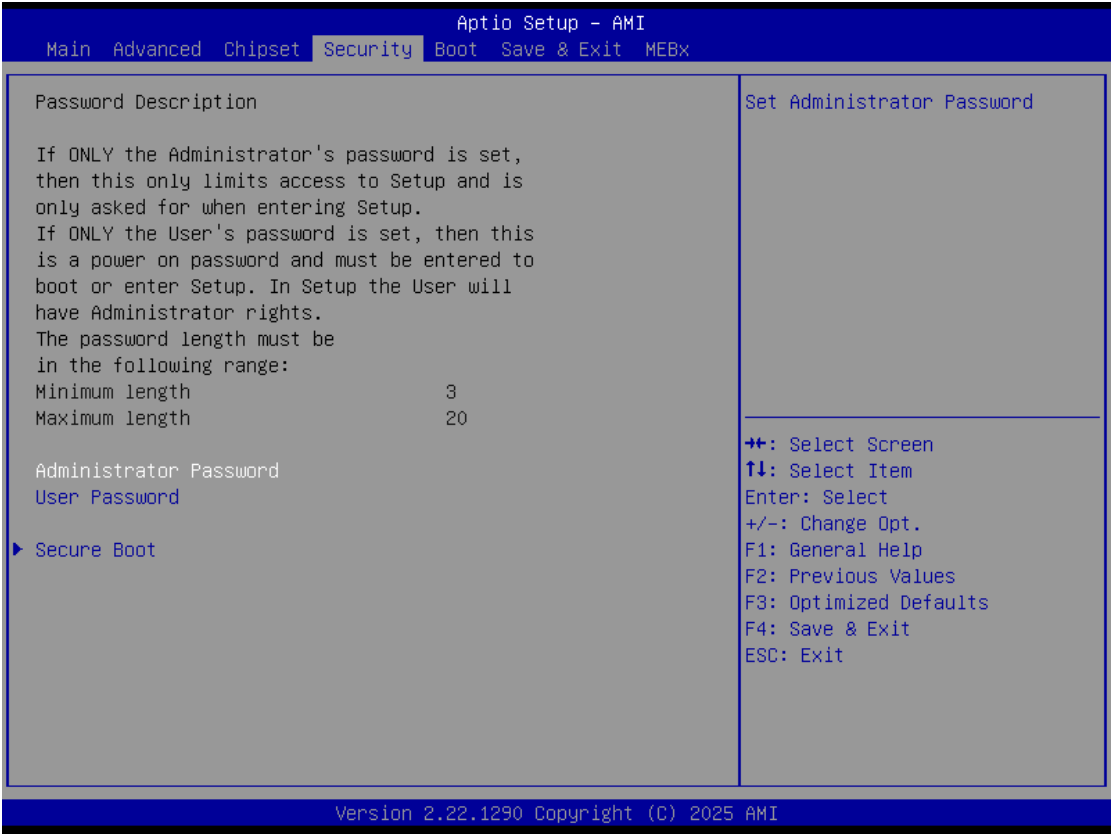 Aptio Setup – AMI
Main Advanced Chipset Security Boot Save & Exit MEBx
Password Description
If ONLY the Administrator's password is set,
then this only limits access to Setup and is
only asked for when entering Setup.
If ONLY the User's password is set, then this
is a power on password and must be entered to
boot or enter Setup. In Setup the User will
have Administrator rights.
The password length must be
in the following range:
Minimum length 3
Maximum length 20
Administrator Password
User Password
Secure Boot
Set Administrator Password
→←: Select Screen
↑↓: Select Item
Enter: Select
+/-: Change Opt.
F1: General Help
F2: Previous Values
F3: Optimized Defaults
F4: Save & Exit
ESC: Exit
Version 2.22.1290 Copyright (C) 2025 AMI